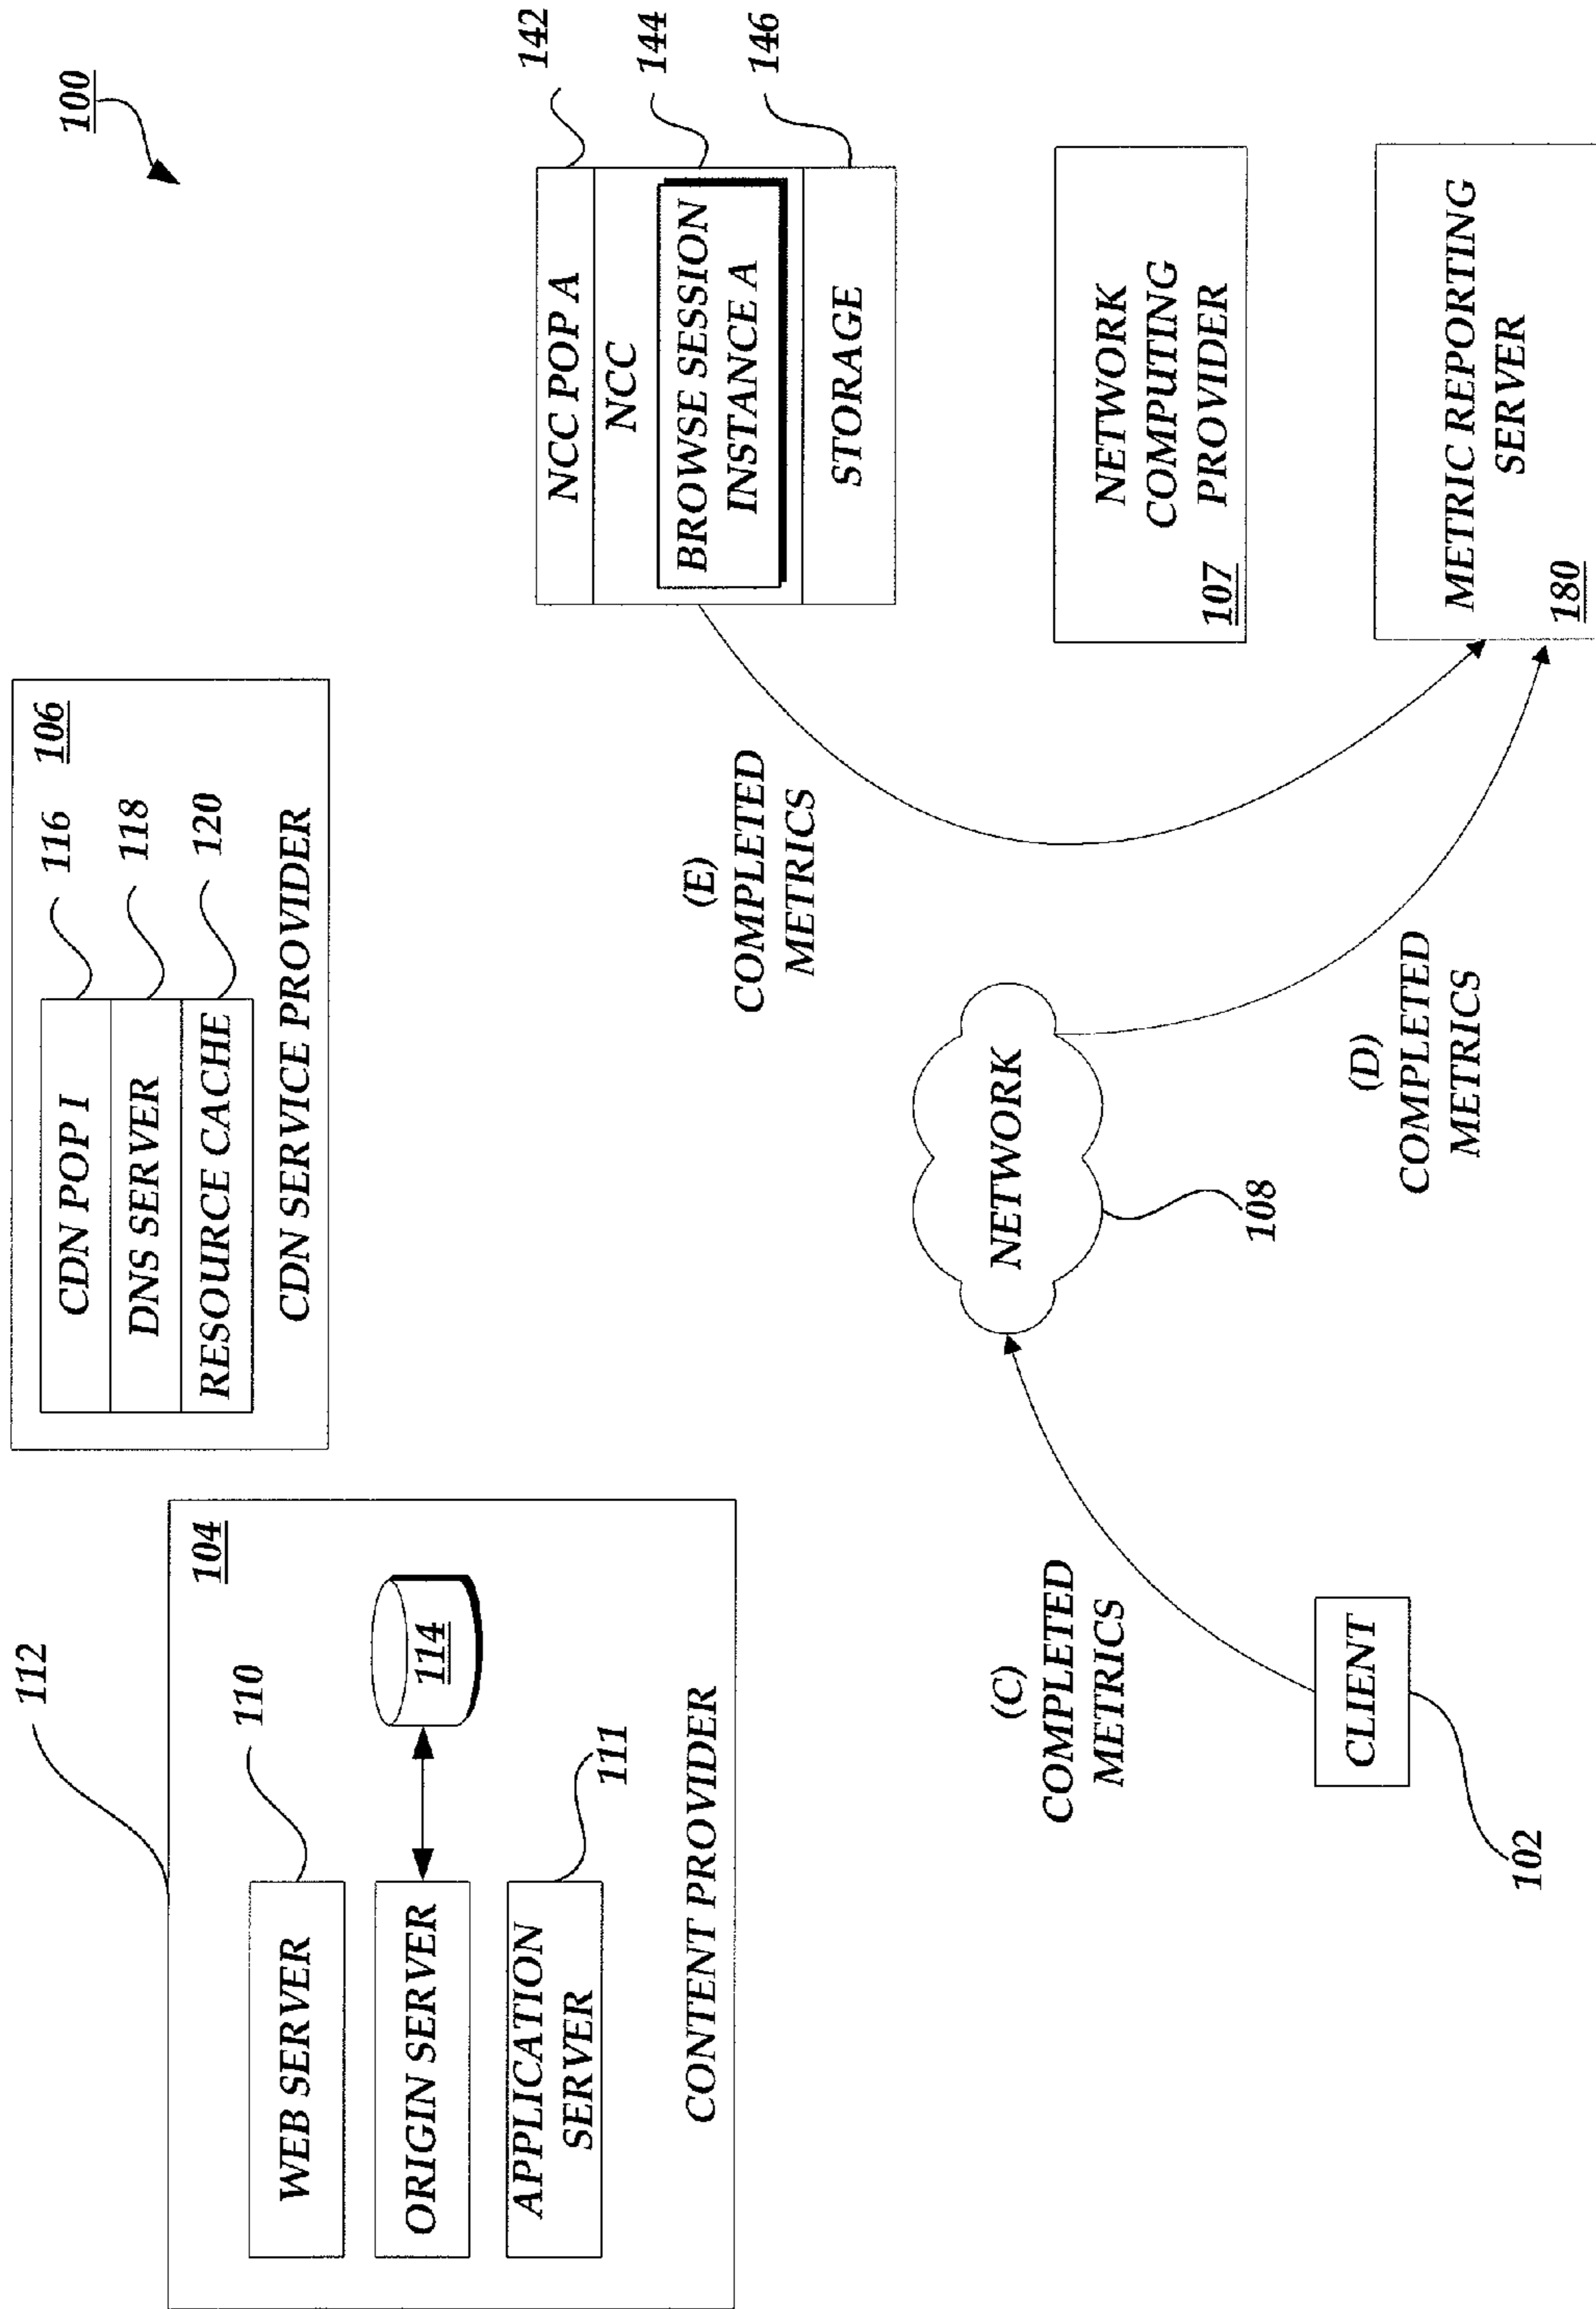 100
112
104
110
WEB SERVER
ORIGIN SERVER
114
APPLICATION
SERVER
111
CONTENT PROVIDER
106
CDN POP I
116
DNS SERVER
118
RESOURCE CACHE
120
CDN SERVICE PROVIDER
NCC POP A
142
NCC
144
BROWSE SESSION
INSTANCE A
STORAGE
146
(E)
COMPLETED
METRICS
NETWORK
108
NETWORK
COMPUTING
PROVIDER
107
(C)
COMPLETED
METRICS
CLIENT
102
(D)
COMPLETED
METRICS
METRIC REPORTING
SERVER
180